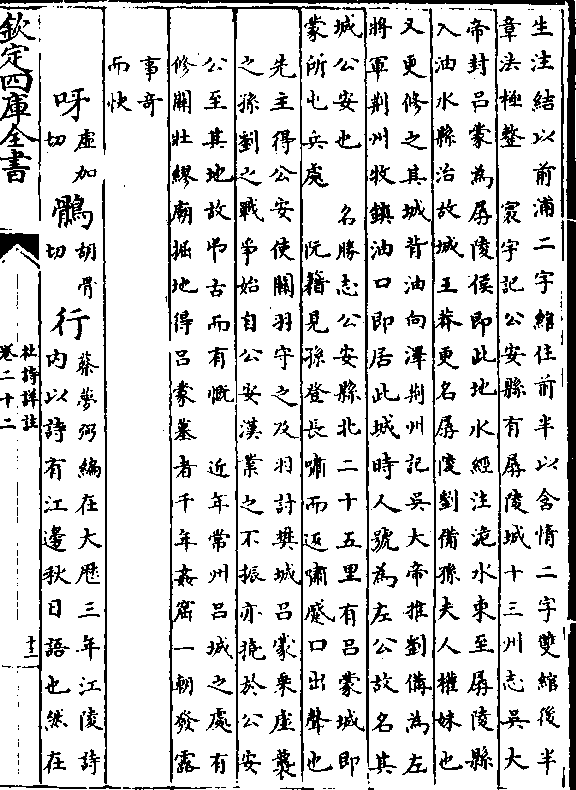 生注結以前浦二字綰住前半以含情二字雙綰後半
章法極整　寰宇記公安縣有孱陵城十三州志吳大
帝封呂蒙為孱陵侯即此地水經注洈水東至孱陵縣
入油水縣治故城王莽更名孱陵劉備孫夫人權妹也
又更修之其城背油向澤荆州記吳大帝推劉備為左
將軍荆州牧鎮油口即居此城時人號為左公故名其
城公安也　名勝志公安縣北二十五里有呂蒙城即
蒙所屯兵處　阮籍見孫登長嘯而返嘯蹙口出聲也
先主得公安使關羽守之及羽討樊城呂蒙乘虛襲
之孫劉之戰爭始自公安漢業之不振亦撓於公安
公至其地故弔古而有慨　近年常州呂城之處有
修關壯繆廟掘地得呂蒙墓者千年姦窟一朝發露
事奇
而快
呀虛加切鶻胡骨切行蔡夢弼編在大歷三年江陵詩
內以詩有江邊秋日語也然在
欽定四庫全書
杜詩詳註
卷二十二
十三